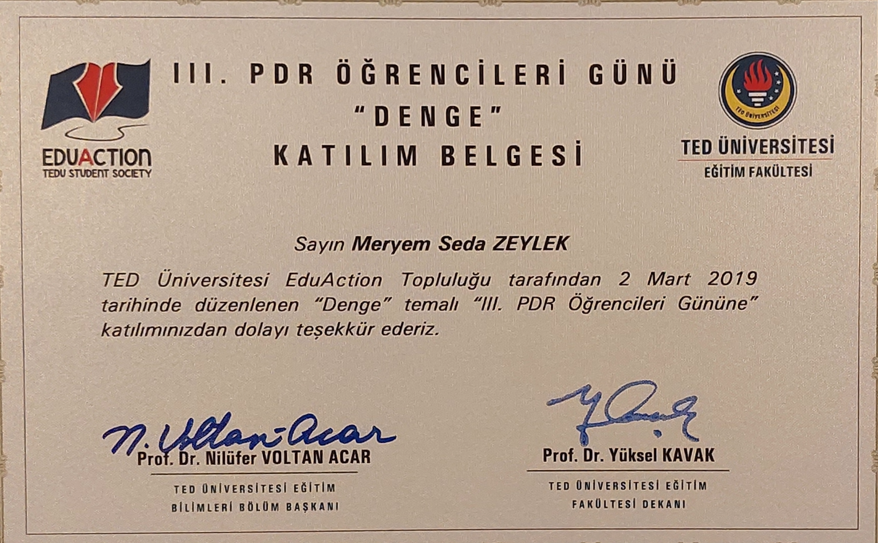 III. PDR ÖĞRENCİLERİ GÜNÜ
“DENGE”
KATILIM BELGESİ
EDUACTION
TEDU STUDENT SOCIETY
TED ÜNİVERSİTESİ
TED ÜNİVERSİTESİ
EĞİTİM FAKÜLTESİ
Sayın Meryem Seda ZEYLEK
TED Üniversitesi EduAction Topluluğu tarafından 2 Mart 2019
tarihinde düzenlenen “Denge” temalı “III. PDR Öğrencileri Gününe”
katılımınızdan dolayı teşekkür ederiz.
N. Voltan-Acar
Prof. Dr. Nilüfer VOLTAN ACAR
TED ÜNİVERSİTESİ EĞİTİM
BİLİMLERİ BÖLÜM BAŞKANI
Prof. Dr. Yüksel KAVAK
TED ÜNİVERSİTESİ EĞİTİM
FAKÜLTESİ DEKANI